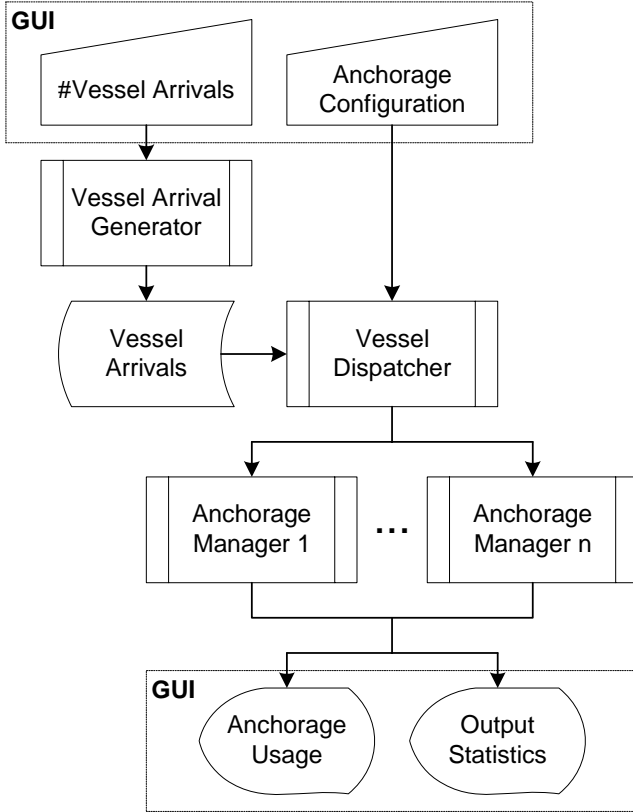 GUI
#Vessel Arrivals
Anchorage
Configuration
Vessel Arrival
Generator
Vessel
Arrivals
Vessel
Dispatcher
Anchorage
Manager 1
...
Anchorage
Manager n
GUI
Anchorage
Usage
Output
Statistics